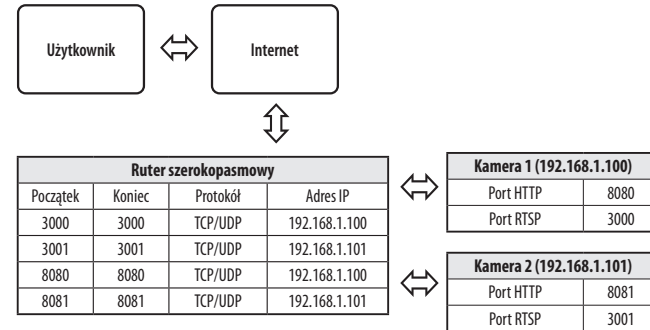 Użytkownik
Internet
Ruter szerokopasmowy
Początek Koniec Protokół Adres IP
3000 3000 TCP/UDP 192.168.1.100
3001 3001 TCP/UDP 192.168.1.101
8080 8080 TCP/UDP 192.168.1.100
8081 8081 TCP/UDP 192.168.1.101
Kamera 1 (192.168.1.100)
Port HTTP 8080
Port RTSP 3000
Kamera 2 (192.168.1.101)
Port HTTP 8081
Port RTSP 3001